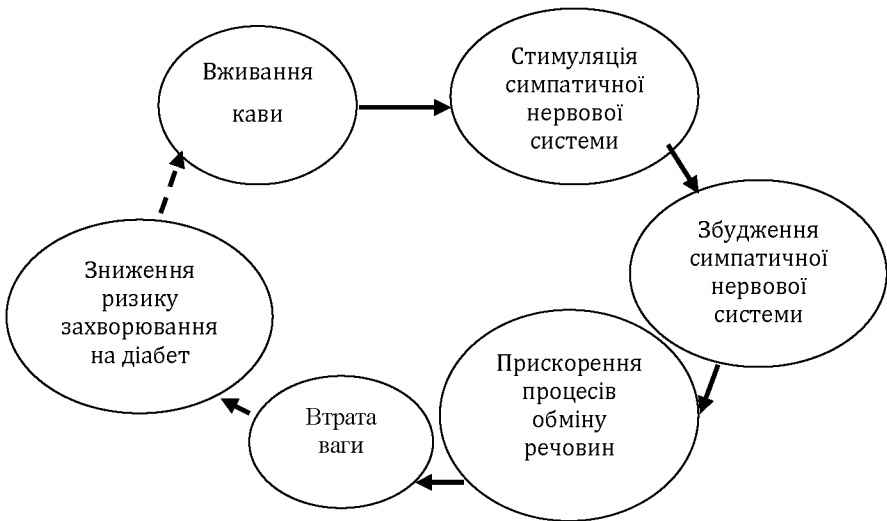 Вживання
кави
Стимуляція
симпатичної
нервової
системи
Збудження
симпатичної
нервової
системи
Прискорення
процесів
обміну
речовин
Втрата
ваги
Зниження
ризику
захворювання
на діабет